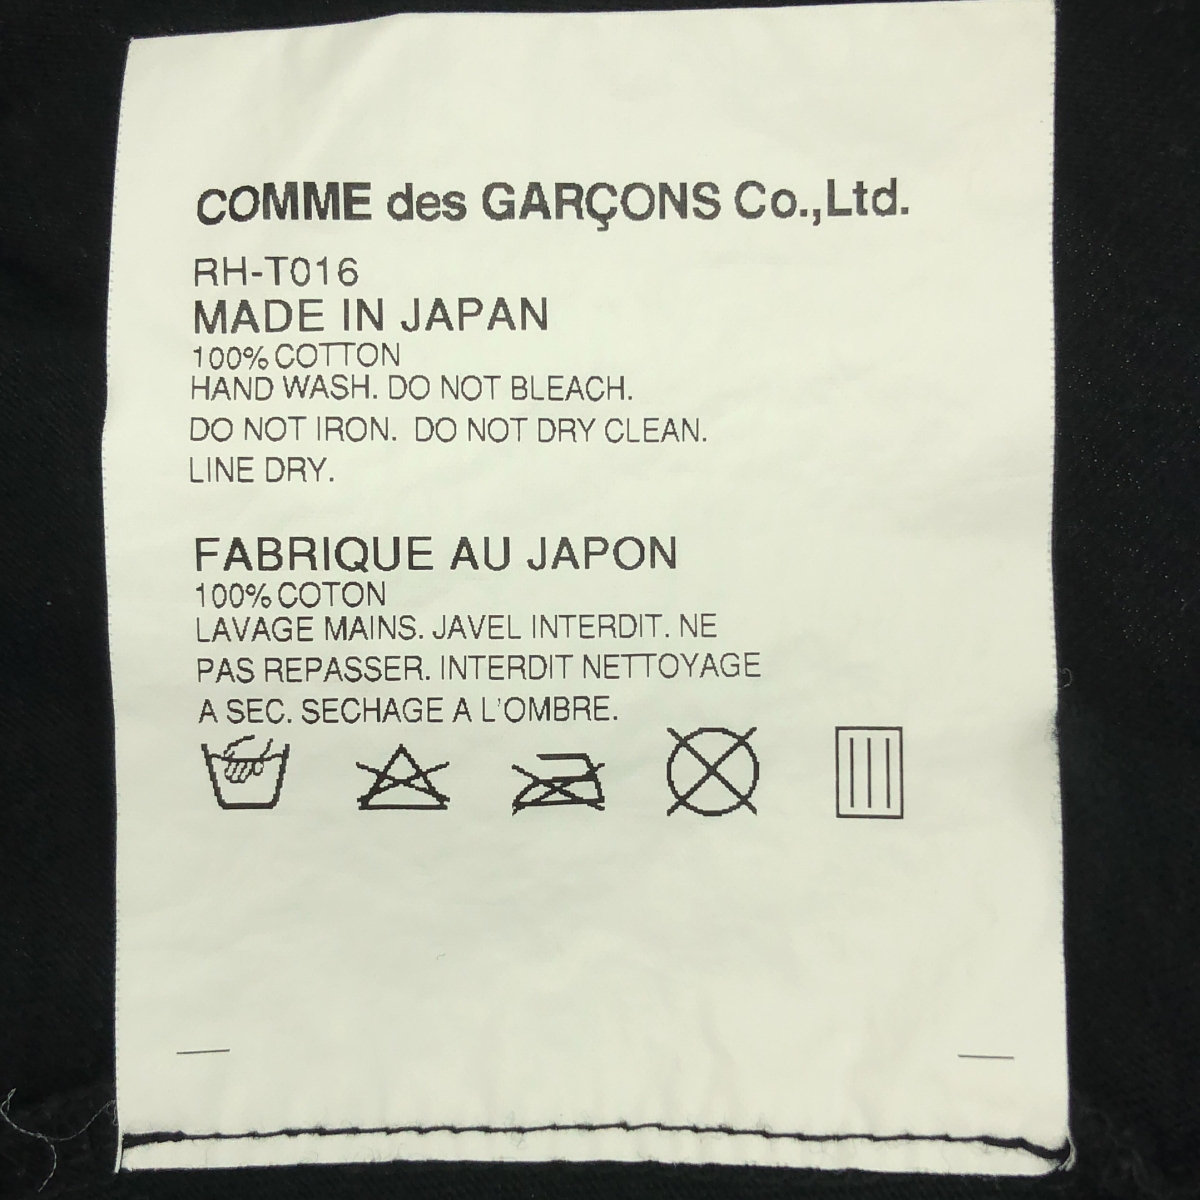 COMME des GARÇONS Co.,Ltd.
RH-T016
MADE IN JAPAN
100% COTTON
HAND WASH. DO NOT BLEACH.
DO NOT IRON. DO NOT DRY CLEAN.
LINE DRY.
FABRIQUE AU JAPON
100% COTON
LAVAGE MAINS. JAVEL INTERDIT. NE
PAS REPASSER. INTERDIT NETTOYAGE
A SEC. SECHAGE A L'OMBRE.